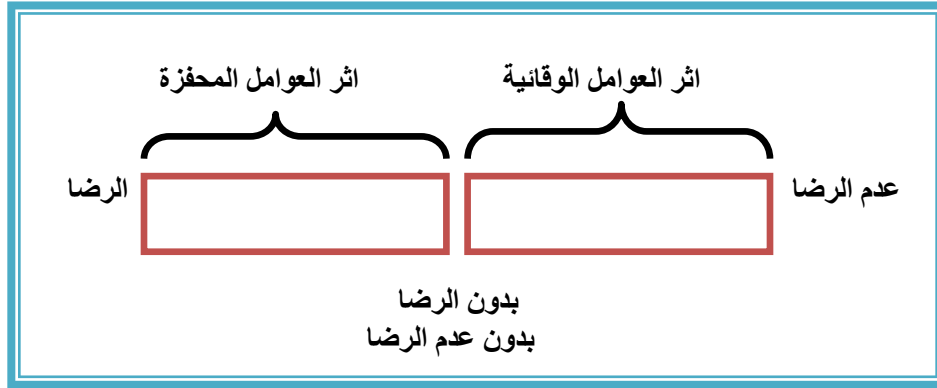 اثر العوامل الوقائية
اثر العوامل المحفزة
عدم الرضا
الرضا
بدون الرضا
بدون عدم الرضا